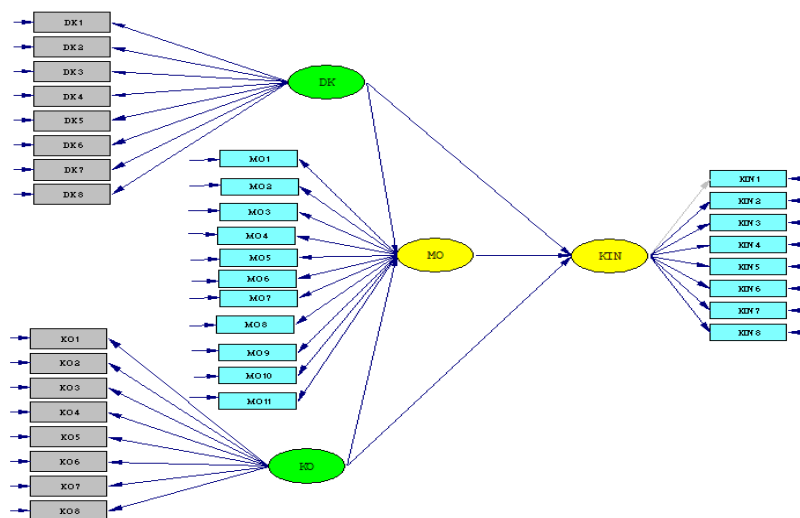 DK1
DK2
DK3
DK4
DK5
DK6
DK7
DK8
DK
MO1
MO2
MO3
MO4
MO5
MO6
MO7
MO8
MO9
MO10
MO11
MO
KIN
KIN1
KIN2
KIN3
KIN4
KIN5
KIN6
KIN7
KIN8
KO1
KO2
KO3
KO4
KO5
KO6
KO7
KO8
KO